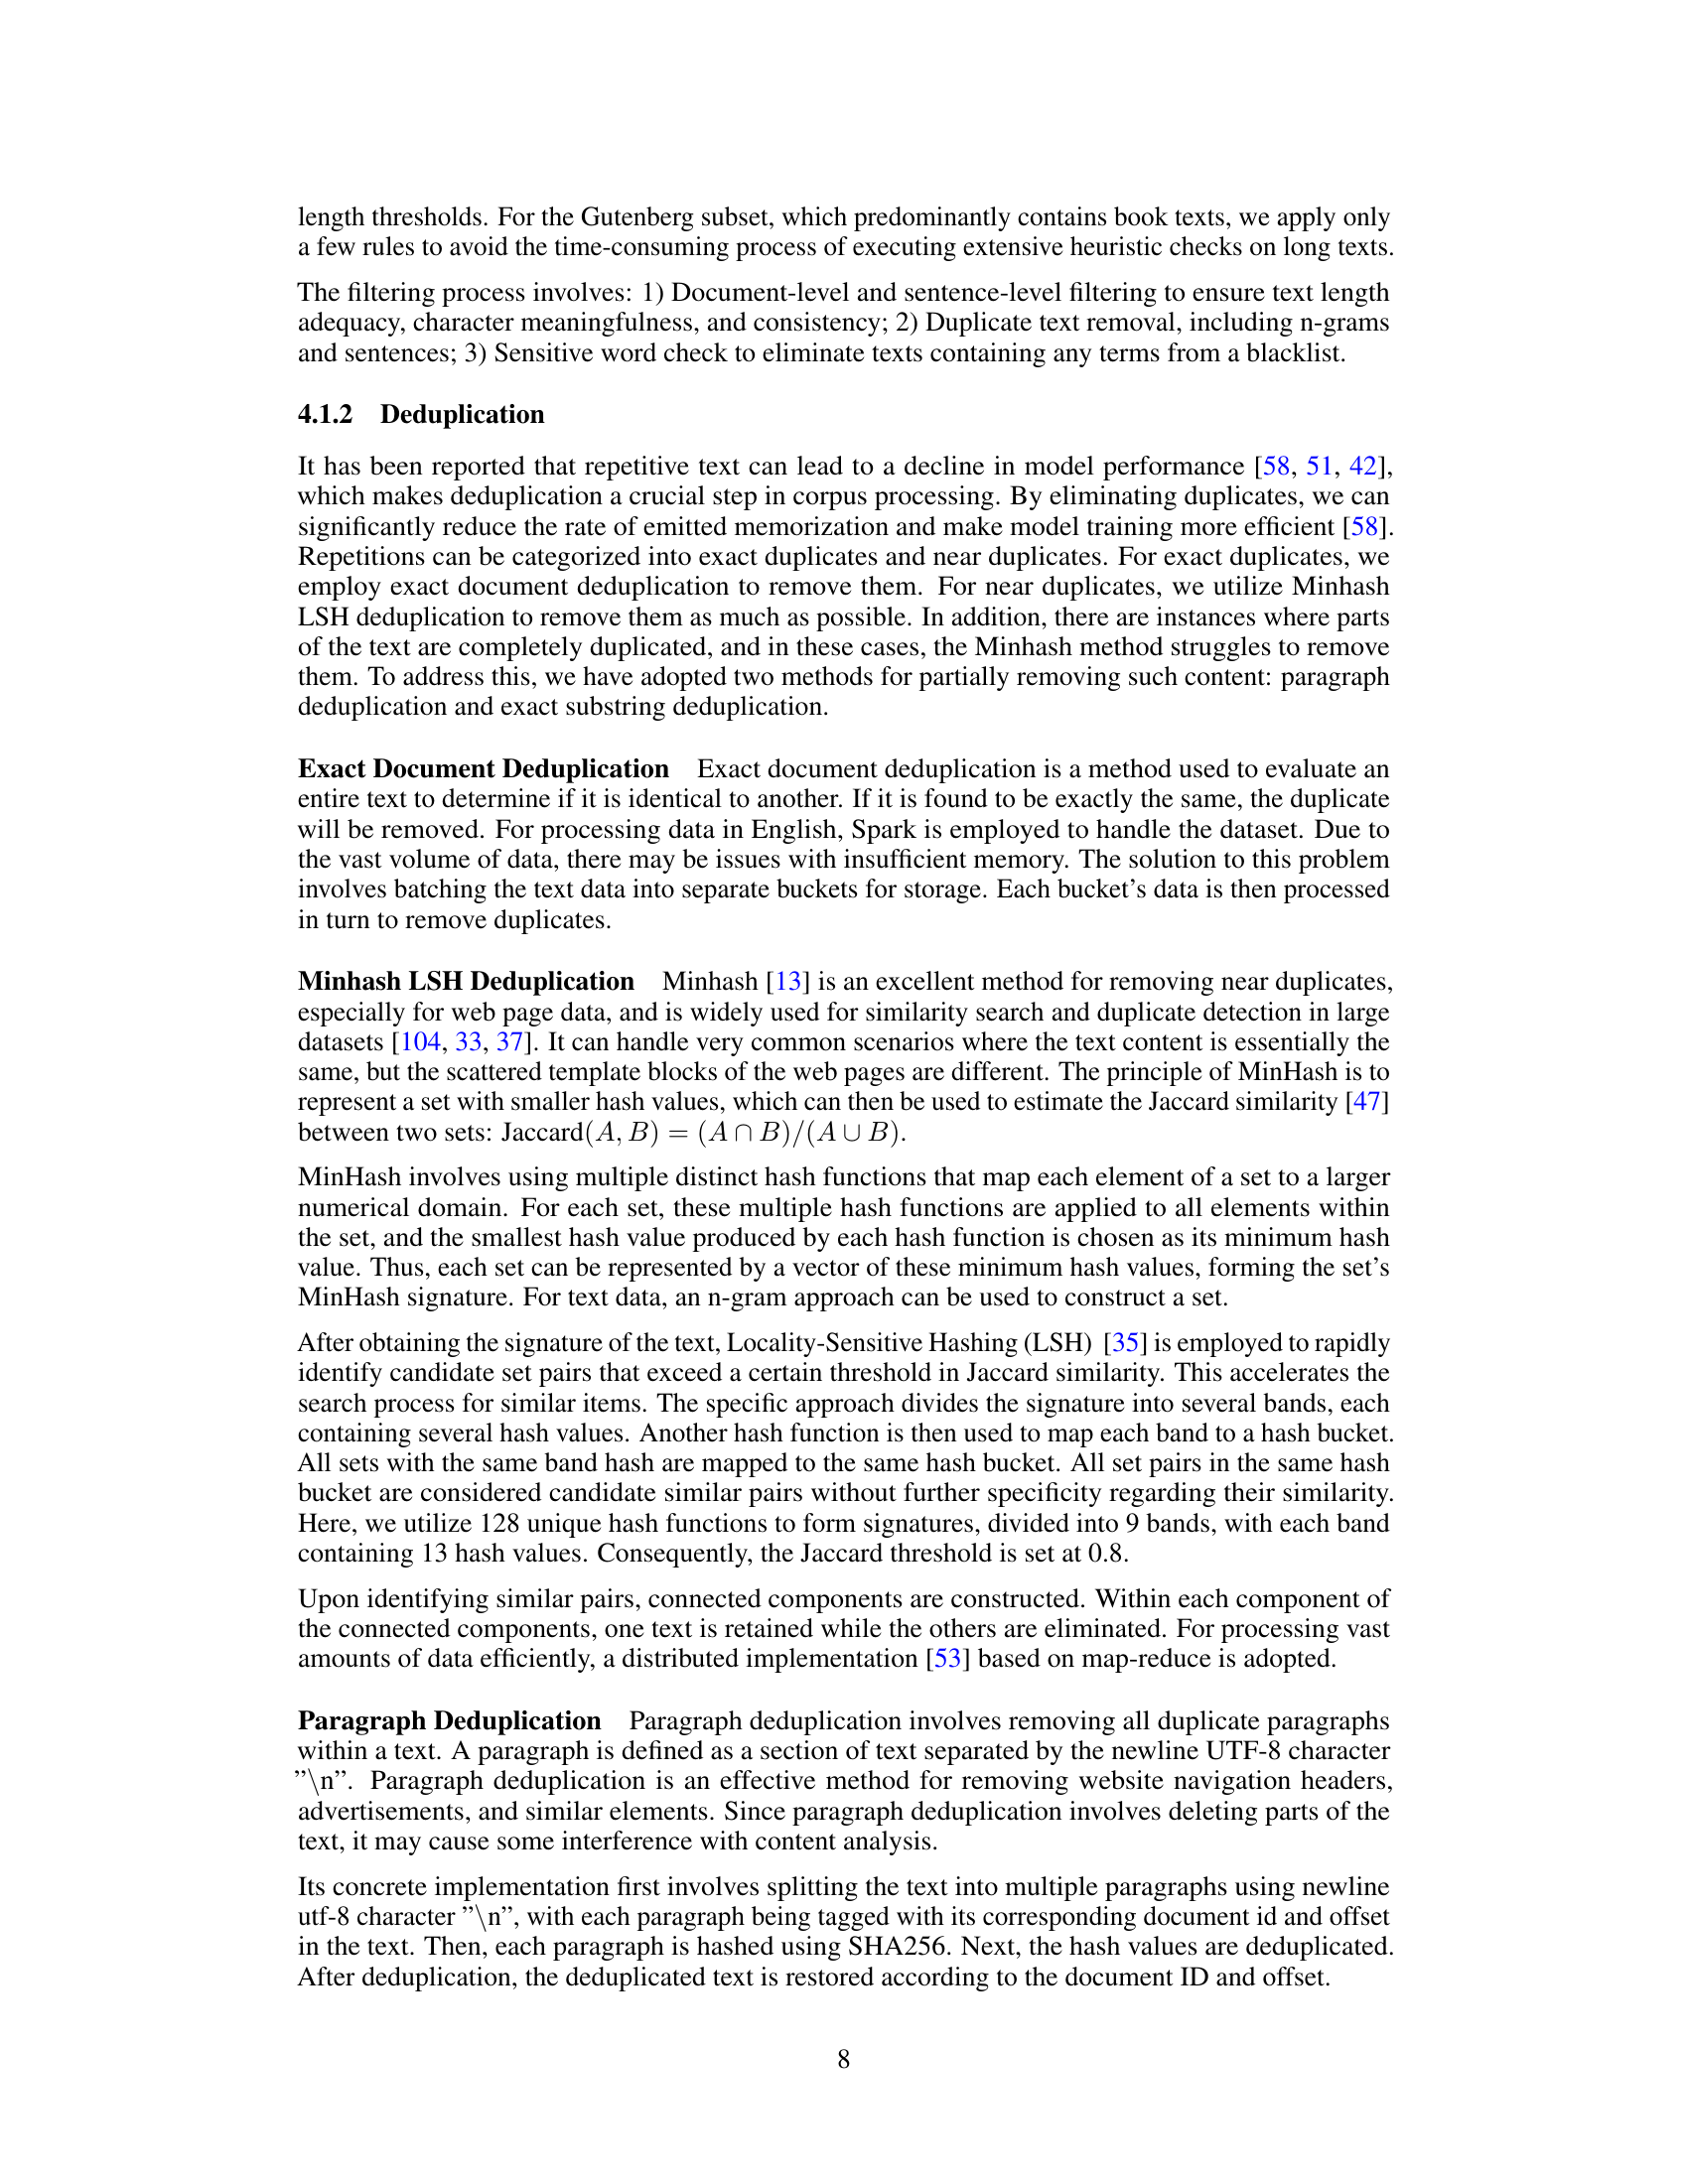 length thresholds. For the Gutenberg subset, which predominantly contains book texts, we apply only
a few rules to avoid the time-consuming process of executing extensive heuristic checks on long texts.
The filtering process involves: 1) Document-level and sentence-level filtering to ensure text length
adequacy, character meaningfulness, and consistency; 2) Duplicate text removal, including n-grams
and sentences; 3) Sensitive word check to eliminate texts containing any terms from a blacklist.
4.1.2 Deduplication
It has been reported that repetitive text can lead to a decline in model performance [58, 51, 42],
which makes deduplication a crucial step in corpus processing. By eliminating duplicates, we can
significantly reduce the rate of emitted memorization and make model training more efficient [58].
Repetitions can be categorized into exact duplicates and near duplicates. For exact duplicates, we
employ exact document deduplication to remove them. For near duplicates, we utilize Minhash
LSH deduplication to remove them as much as possible. In addition, there are instances where parts
of the text are completely duplicated, and in these cases, the Minhash method struggles to remove
them. To address this, we have adopted two methods for partially removing such content: paragraph
deduplication and exact substring deduplication.
Exact Document Deduplication Exact document deduplication is a method used to evaluate an
entire text to determine if it is identical to another. If it is found to be exactly the same, the duplicate
will be removed. For processing data in English, Spark is employed to handle the dataset. Due to
the vast volume of data, there may be issues with insufficient memory. The solution to this problem
involves batching the text data into separate buckets for storage. Each bucket's data is then processed
in turn to remove duplicates.
Minhash LSH Deduplication Minhash [13] is an excellent method for removing near duplicates,
especially for web page data, and is widely used for similarity search and duplicate detection in large
datasets [104, 33, 37]. It can handle very common scenarios where the text content is essentially the
same, but the scattered template blocks of the web pages are different. The principle of MinHash is to
represent a set with smaller hash values, which can then be used to estimate the Jaccard similarity [47]
between two sets: Jaccard(A, B) = (A ∩ B)/(A ∪ B).
MinHash involves using multiple distinct hash functions that map each element of a set to a larger
numerical domain. For each set, these multiple hash functions are applied to all elements within
the set, and the smallest hash value produced by each hash function is chosen as its minimum hash
value. Thus, each set can be represented by a vector of these minimum hash values, forming the set's
MinHash signature. For text data, an n-gram approach can be used to construct a set.
After obtaining the signature of the text, Locality-Sensitive Hashing (LSH) [35] is employed to rapidly
identify candidate set pairs that exceed a certain threshold in Jaccard similarity. This accelerates the
search process for similar items. The specific approach divides the signature into several bands, each
containing several hash values. Another hash function is then used to map each band to a hash bucket.
All sets with the same band hash are mapped to the same hash bucket. All set pairs in the same hash
bucket are considered candidate similar pairs without further specificity regarding their similarity.
Here, we utilize 128 unique hash functions to form signatures, divided into 9 bands, with each band
containing 13 hash values. Consequently, the Jaccard threshold is set at 0.8.
Upon identifying similar pairs, connected components are constructed. Within each component of
the connected components, one text is retained while the others are eliminated. For processing vast
amounts of data efficiently, a distributed implementation [53] based on map-reduce is adopted.
Paragraph Deduplication Paragraph deduplication involves removing all duplicate paragraphs
within a text. A paragraph is defined as a section of text separated by the newline UTF-8 character
”\n”. Paragraph deduplication is an effective method for removing website navigation headers,
advertisements, and similar elements. Since paragraph deduplication involves deleting parts of the
text, it may cause some interference with content analysis.
Its concrete implementation first involves splitting the text into multiple paragraphs using newline
utf-8 character ”\n”, with each paragraph being tagged with its corresponding document id and offset
in the text. Then, each paragraph is hashed using SHA256. Next, the hash values are deduplicated.
After deduplication, the deduplicated text is restored according to the document ID and offset.
8